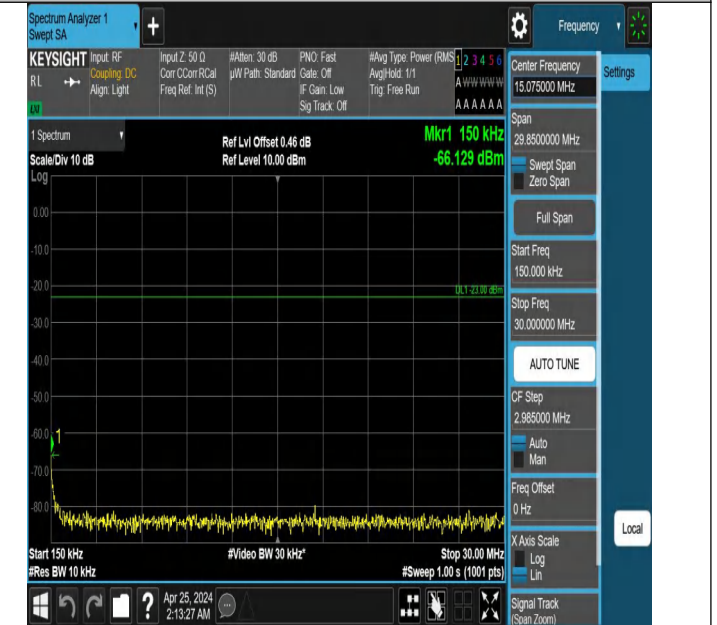 Spectrum Analyzer 1
Swept SA
+
Frequency
KEYSIGHT
RL
LXI
Input: RF
Coupling: DC
Align: Light
Input Z: 50 Ω
Corr CCorr RCal
Freq Ref: Int (S)
#Atten: 30 dB
µW Path: Standard
PNO: Fast
Gate: Off
IF Gain: Low
Sig Track: Off
#Avg Type: Power (RMS
Avg|Hold: 1/1
Trig: Free Run
1 2 3 4 5 6
A W W W W W
A A A A A A
1 Spectrum
Scale/Div 10 dB
Log
Ref Lvl Offset 0.46 dB
Ref Level 10.00 dBm
Mkr1 150 kHz
-66.129 dBm
0.00
-10.0
-20.0
DL1 -23.00 dBm
-30.0
-40.0
-50.0
-60.0
1
-70.0
-80.0
Start 150 kHz
#Res BW 10 kHz
#Video BW 30 kHz*
Stop 30.00 MHz
#Sweep 1.00 s (1001 pts)
Center Frequency
15.075000 MHz
Settings
Span
29.8500000 MHz
Swept Span
Zero Span
Full Span
Start Freq
150.000 kHz
Stop Freq
30.000000 MHz
AUTO TUNE
CF Step
2.985000 MHz
Auto
Man
Freq Offset
0 Hz
X Axis Scale
Log
Lin
Local
Signal Track
(Span Zoom)
?
Apr 25, 2024
2:13:27 AM